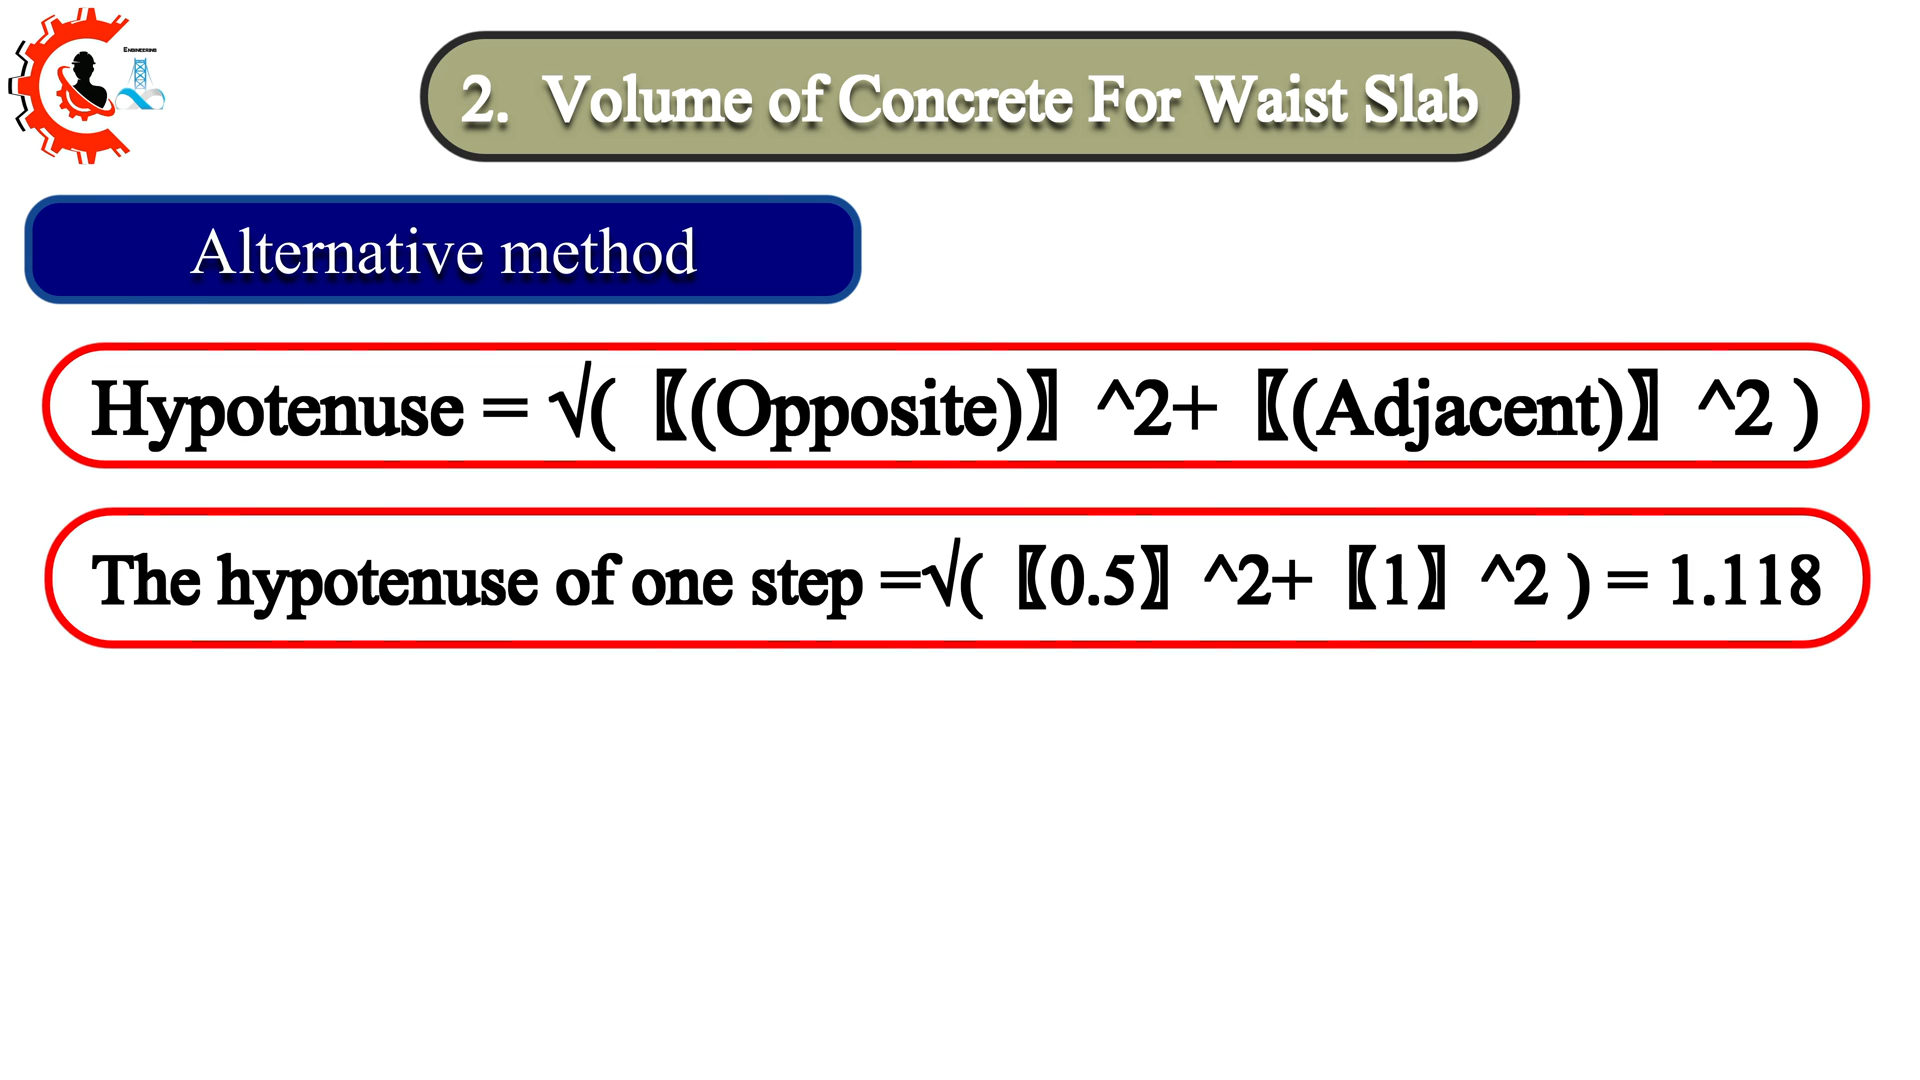 Engineering
2. Volume of Concrete For Waist Slab
Alternative method
Hypotenuse = √(〖(Opposite)〗^2+〖(Adjacent)〗^2 )
The hypotenuse of one step =√(〖0.5〗^2+〖1〗^2 ) = 1.118